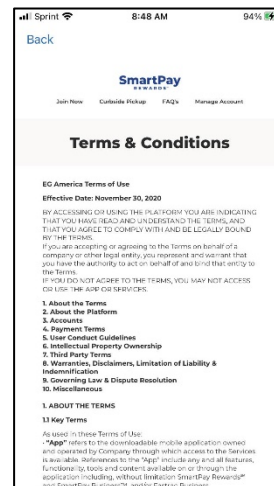 Sprint 8:48 AM 94%
Back
SmartPay
REWARDS
Join Now Curbside Pickup FAQ's Manage Account
Terms & Conditions
EG America Terms of Use
Effective Date: November 30, 2020
BY ACCESSING OR USING THE PLATFORM YOU ARE INDICATING
THAT YOU HAVE READ AND UNDERSTAND THE TERMS, AND
THAT YOU AGREE TO COMPLY WITH AND BE LEGALLY BOUND
BY THE TERMS.
If you are accepting or agreeing to the Terms on behalf of a
company or other legal entity, you represent and warrant that
you have the authority to act on behalf of and bind that entity to
the Terms.
IF YOU DO NOT AGREE TO THE TERMS, YOU MAY NOT ACCESS
OR USE THE APP OR SERVICES.
1. About the Terms
2. About the Platform
3. Accounts
4. Payment Terms
5. User Conduct Guidelines
6. Intellectual Property Ownership
7. Third Party Terms
8. Warranties, Disclaimers, Limitation of Liability &
Indemnification
9. Governing Law & Dispute Resolution
10. Miscellaneous
1. ABOUT THE TERMS
1.1 Key Terms
As used in these Terms of Use:
• "App" refers to the downloadable mobile application owned
and operated by Company through which access to the Services
is available. References to the "App" include any and all features,
functionality, tools and content available on or through the
application including, without limitation SmartPay Rewards℠
and SmartPay Business℠ and/or Fastrac Business